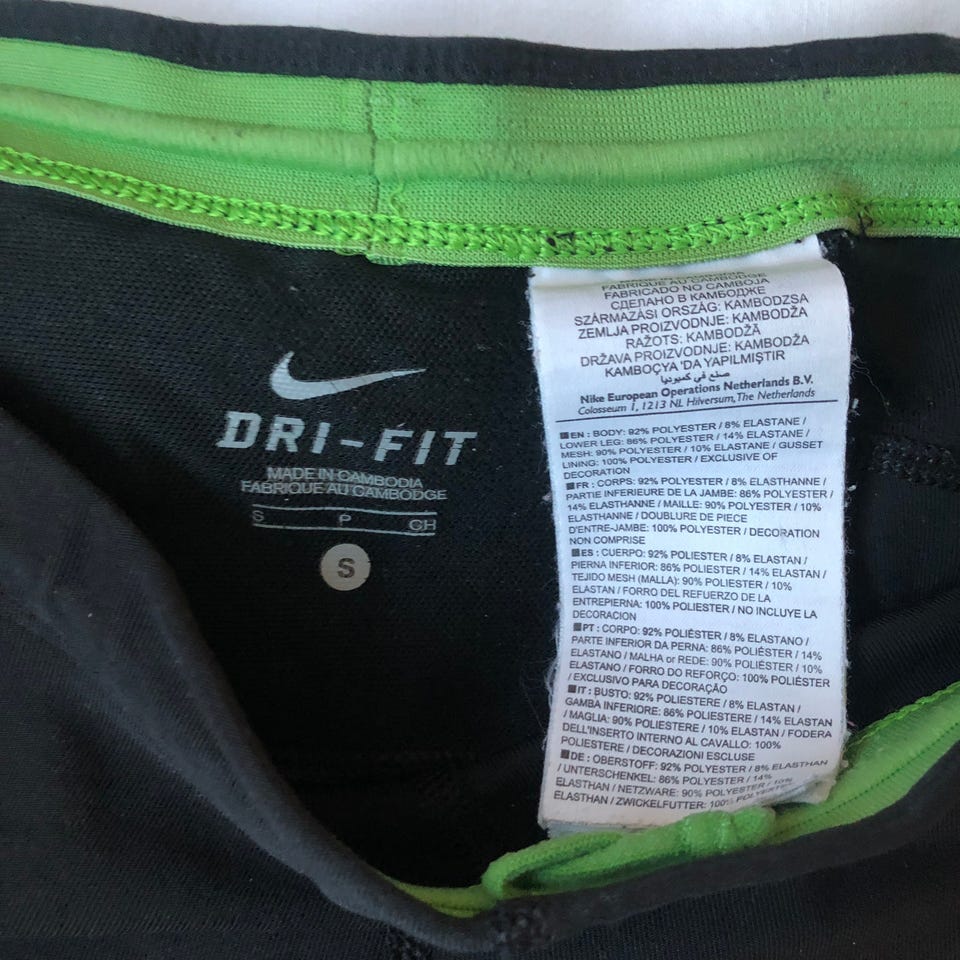 DRI-FIT
MADE IN CAMBODIA
FABRIQUE AU CAMBODGE
S P CH
S
FABRIQUE AU CAMBODGE
FABRICADO NO CAMBOJA
СДЕЛАНО В КАМБОДЖЕ
SZÁRMAZÁSI ORSZÁG: KAMBODZSA
ZEMLJA PROIZVODNJE: KAMBODŽA
RAŽOTS: KAMBODŽĀ
DRŽAVA PROIZVODNJE: KAMBODŽA
KAMBOÇYA 'DA YAPILMIŞTIR
صنع في كمبوديا
Nike European Operations Netherlands B.V.
Colosseum 1, 1213 NL Hilversum, The Netherlands
■EN : BODY: 92% POLYESTER / 8% ELASTANE /
LOWER LEG: 86% POLYESTER / 14% ELASTANE /
MESH: 90% POLYESTER / 10% ELASTANE / GUSSET
LINING: 100% POLYESTER / EXCLUSIVE OF
DECORATION
■FR : CORPS: 92% POLYESTER / 8% ELASTHANNE /
PARTIE INFERIEURE DE LA JAMBE: 86% POLYESTER /
14% ELASTHANNE / MAILLE: 90% POLYESTER / 10%
ELASTHANNE / DOUBLURE DE PIECE
D'ENTRE-JAMBE: 100% POLYESTER / DECORATION
NON COMPRISE
■ES : CUERPO: 92% POLIESTER / 8% ELASTAN /
PIERNA INFERIOR: 86% POLIESTER / 14% ELASTAN /
TEJIDO MESH (MALLA): 90% POLIESTER / 10%
ELASTAN / FORRO DEL REFUERZO DE LA
ENTREPIERNA: 100% POLIESTER / NO INCLUYE LA
DECORACION
■PT : CORPO: 92% POLIÉSTER / 8% ELASTANO /
PARTE INFERIOR DA PERNA: 86% POLIÉSTER / 14%
ELASTANO / MALHA or REDE: 90% POLIÉSTER / 10%
ELASTANO / FORRO DO REFORÇO: 100% POLIÉSTER
/ EXCLUSIVO PARA DECORAÇÃO
■IT : BUSTO: 92% POLIESTERE / 8% ELASTAN /
GAMBA INFERIORE: 86% POLIESTERE / 14% ELASTAN
/ MAGLIA: 90% POLIESTERE / 10% ELASTAN / FODERA
DELL'INSERTO INTERNO AL CAVALLO: 100%
POLIESTERE / DECORAZIONI ESCLUSE
■DE : OBERSTOFF: 92% POLYESTER / 8% ELASTHAN
/ UNTERSCHENKEL: 86% POLYESTER / 14%
ELASTHAN / NETZWARE: 90% POLYESTER / 10%
ELASTHAN / ZWICKELFUTTER: 100% POLYESTER